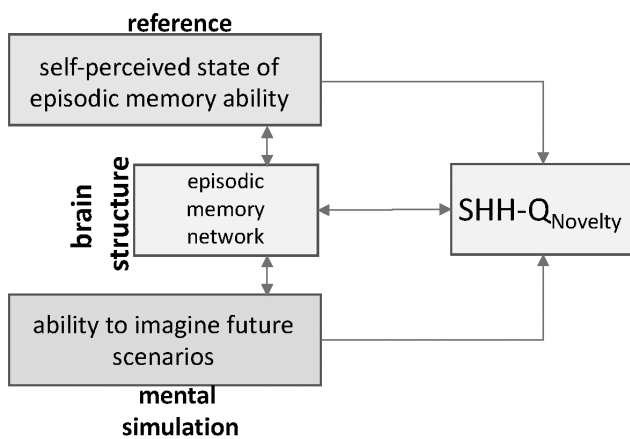 reference
self-perceived state of
episodic memory ability
brain
structure
episodic
memory
network
SHH-QNovelty
ability to imagine future
scenarios
mental
simulation